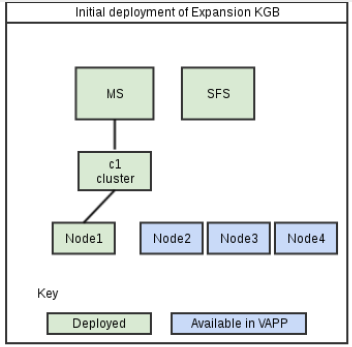 Initial deployment of Expansion KGB
MS
SFS
c1
cluster
Node1
Node2
Node3
Node4
Key
Deployed
Available in VAPP